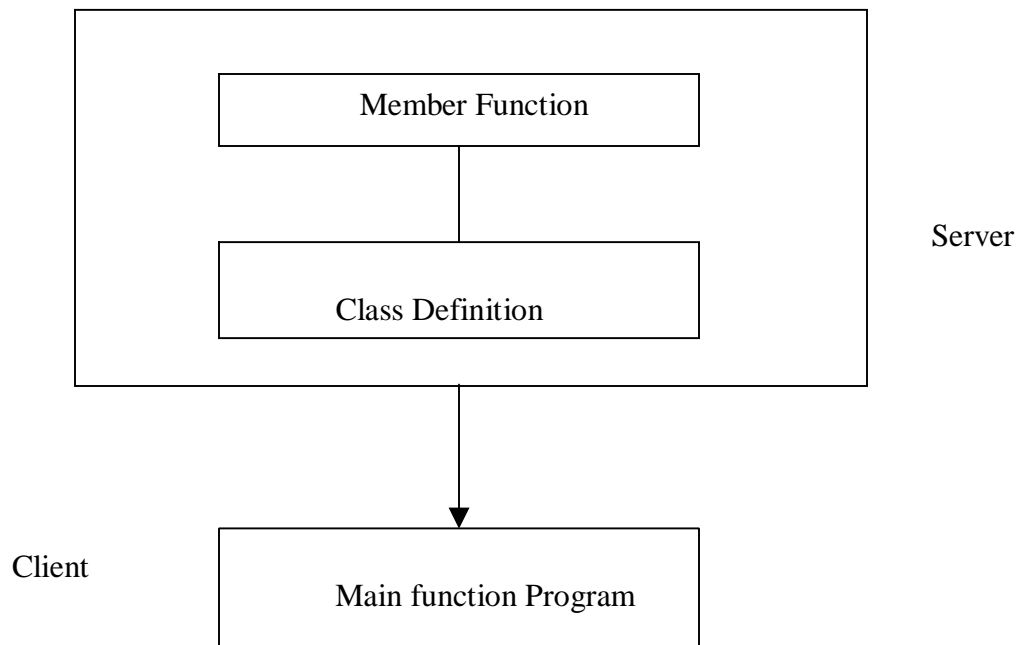 Member Function
Server
Class Definition
Client
Main function Program